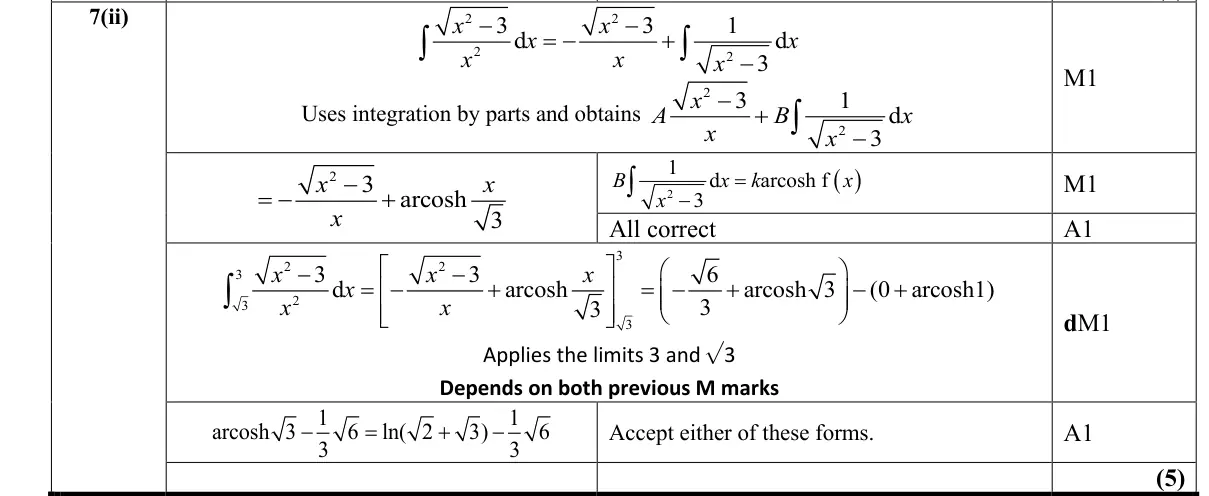 7(ii)
∫ √(x² − 3)/x² dx = − √(x² − 3)/x + ∫ 1/√(x² − 3) dx
Uses integration by parts and obtains A √(x² − 3)/x + B∫ 1/√(x² − 3) dx
M1
= − √(x² − 3)/x + arcosh x/√3
B∫ 1/√(x² − 3) dx = karcosh f(x)
M1
All correct
A1
∫_√3^3 √(x² − 3)/x² dx = [− √(x² − 3)/x + arcosh x/√3]_√3^3 = (− √6/3 + arcosh√3) − (0 + arcosh1)
Applies the limits 3 and √3
Depends on both previous M marks
dM1
arcosh√3 − 1/3 √6 = ln(√2 + √3) − 1/3 √6
Accept either of these forms.
A1
(5)